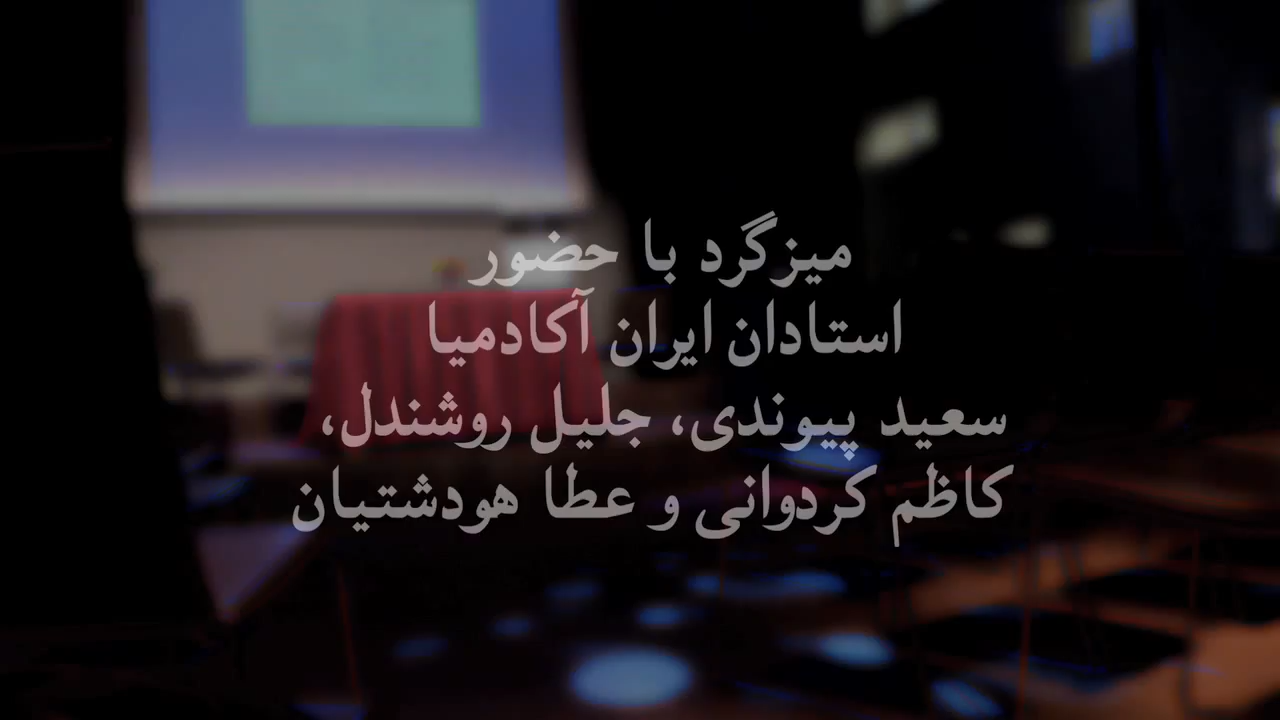 میزگرد با حضور
استادان ایران آکادمیا
سعید پیوندی، جلیل روشندل،
کاظم کردوانی و عطا هودشتیان